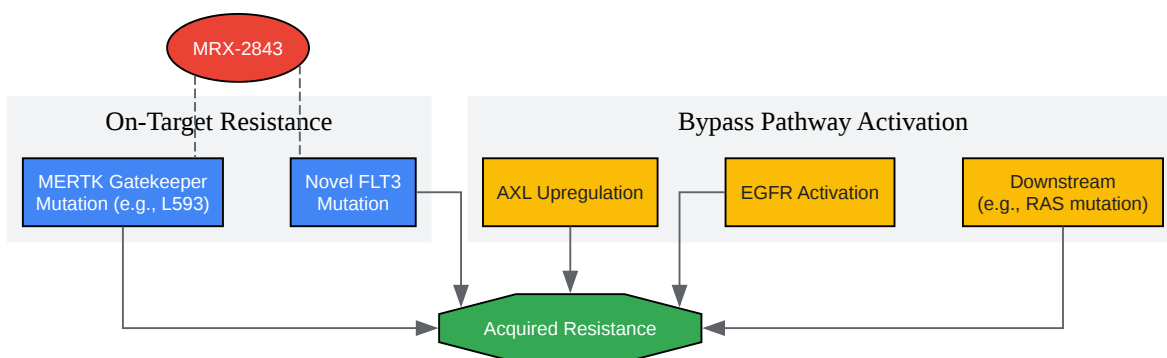 MRX-2843
On-Target Resistance
Bypass Pathway Activation
MERTK Gatekeeper
Mutation (e.g., L593)
Novel FLT3
Mutation
AXL Upregulation
EGFR Activation
Downstream
(e.g., RAS mutation)
Acquired Resistance